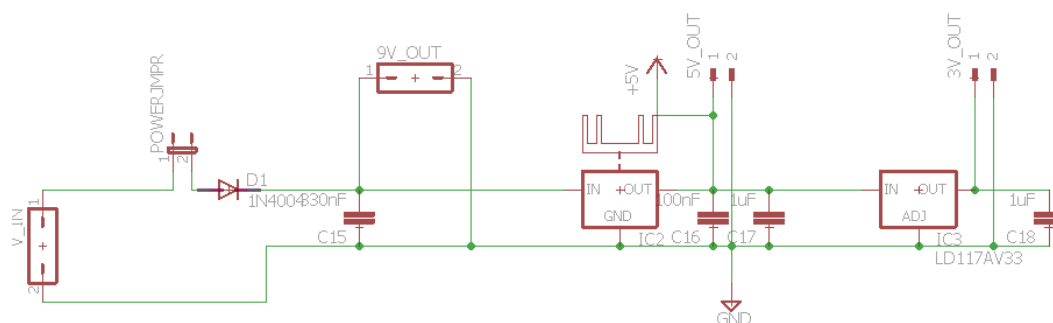 9V_OUT
1 2
+5V
5V_OUT
1
2
3V_OUT
1
2
POWERJMPR
1
2
D1
1N4004
330nF
C15
V_IN
1
2
IN OUT
GND
IC2
100nF
C16
1uF
C17
IN OUT
ADJ
IC3
LD117AV33
1uF
C18
GND